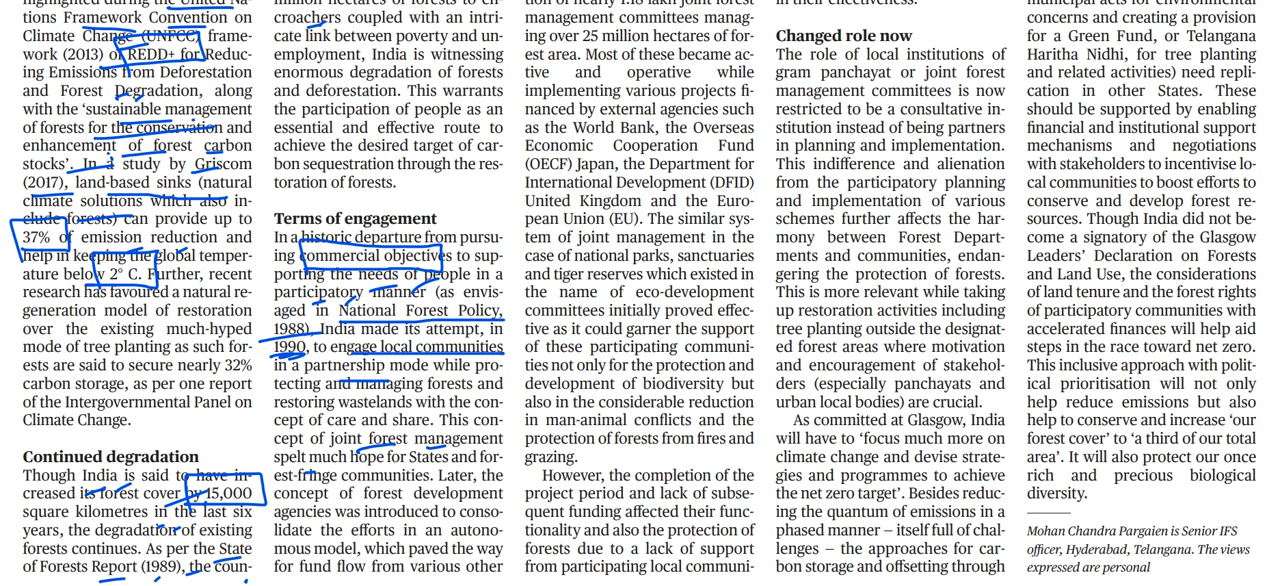 highlighted during the United Na-
tions Framework Convention on
Climate Change (UNFCC) frame-
work (2013) of REDD+ for Reduc-
ing Emissions from Deforestation
and Forest Degradation, along
with the ‘sustainable management
of forests for the conservation and
enhancement of forest carbon
stocks’. In a study by Griscom
(2017), land-based sinks (natural
climate solutions which also in-
clude forests) can provide up to
37% of emission reduction and
help in keeping the global temper-
ature below 2° C. Further, recent
research has favoured a natural re-
generation model of restoration
over the existing much-hyped
mode of tree planting as such for-
ests are said to secure nearly 32%
carbon storage, as per one report
of the Intergovernmental Panel on
Climate Change.
Continued degradation
Though India is said to have in-
creased its forest cover by 15,000
square kilometres in the last six
years, the degradation of existing
forests continues. As per the State
of Forests Report (1989), the coun-
million hectares of forests to en-
croachers coupled with an intri-
cate link between poverty and un-
employment, India is witnessing
enormous degradation of forests
and deforestation. This warrants
the participation of people as an
essential and effective route to
achieve the desired target of car-
bon sequestration through the res-
toration of forests.
Terms of engagement
In a historic departure from pursu-
ing commercial objectives to sup-
porting the needs of people in a
participatory manner (as envis-
aged in National Forest Policy,
1988), India made its attempt, in
1990, to engage local communities
in a partnership mode while pro-
tecting and managing forests and
restoring wastelands with the con-
cept of care and share. This con-
cept of joint forest management
spelt much hope for States and for-
est-fringe communities. Later, the
concept of forest development
agencies was introduced to conso-
lidate the efforts in an autono-
mous model, which paved the way
for fund flow from various other
tion of nearly 1.18 lakh joint forest
management committees manag-
ing over 25 million hectares of for-
est area. Most of these became ac-
tive and operative while
implementing various projects fi-
nanced by external agencies such
as the World Bank, the Overseas
Economic Cooperation Fund
(OECF) Japan, the Department for
International Development (DFID)
United Kingdom and the Euro-
pean Union (EU). The similar sys-
tem of joint management in the
case of national parks, sanctuaries
and tiger reserves which existed in
the name of eco-development
committees initially proved effec-
tive as it could garner the support
of these participating communi-
ties not only for the protection and
development of biodiversity but
also in the considerable reduction
in man-animal conflicts and the
protection of forests from fires and
grazing.
However, the completion of the
project period and lack of subse-
quent funding affected their func-
tionality and also the protection of
forests due to a lack of support
from participating local communi-
in their effectiveness.
Changed role now
The role of local institutions of
gram panchayat or joint forest
management committees is now
restricted to be a consultative in-
stitution instead of being partners
in planning and implementation.
This indifference and alienation
from the participatory planning
and implementation of various
schemes further affects the har-
mony between Forest Depart-
ments and communities, endan-
gering the protection of forests.
This is more relevant while taking
up restoration activities including
tree planting outside the designat-
ed forest areas where motivation
and encouragement of stakehol-
ders (especially panchayats and
urban local bodies) are crucial.
As committed at Glasgow, India
will have to ‘focus much more on
climate change and devise strate-
gies and programmes to achieve
the net zero target’. Besides reduc-
ing the quantum of emissions in a
phased manner – itself full of chal-
lenges – the approaches for car-
bon storage and offsetting through
municipal acts for environmental
concerns and creating a provision
for a Green Fund, or Telangana
Haritha Nidhi, for tree planting
and related activities) need repli-
cation in other States. These
should be supported by enabling
financial and institutional support
mechanisms and negotiations
with stakeholders to incentivise lo-
cal communities to boost efforts to
conserve and develop forest re-
sources. Though India did not be-
come a signatory of the Glasgow
Leaders’ Declaration on Forests
and Land Use, the considerations
of land tenure and the forest rights
of participatory communities with
accelerated finances will help aid
steps in the race toward net zero.
This inclusive approach with polit-
ical prioritisation will not only
help reduce emissions but also
help to conserve and increase ‘our
forest cover’ to ‘a third of our total
area’. It will also protect our once
rich and precious biological
diversity.
Mohan Chandra Pargaien is Senior IFS
officer, Hyderabad, Telangana. The views
expressed are personal